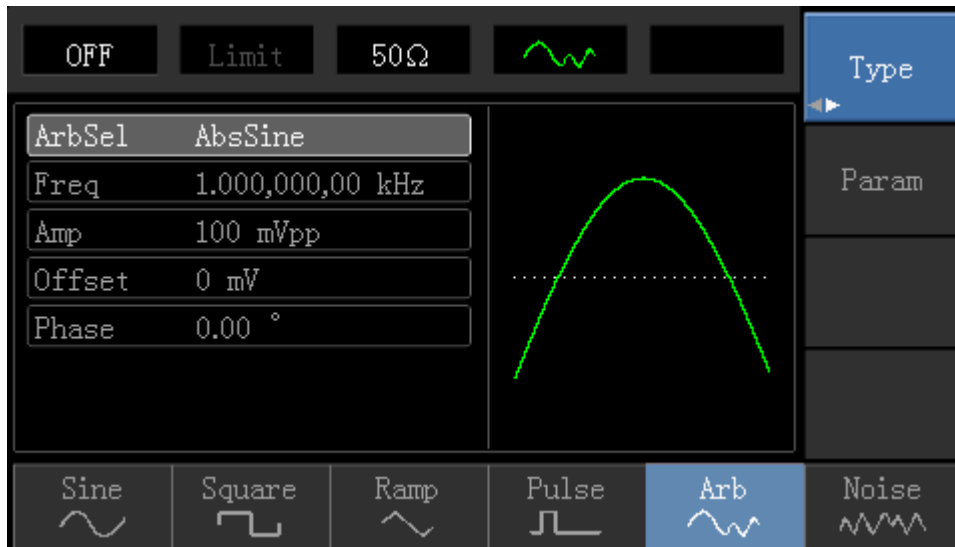 OFF Limit 50Ω
Type
ArbSel AbsSine
Freq 1.000,000,00 kHz
Amp 100 mVpp
Offset 0 mV
Phase 0.00 °
Param
Sine Square Ramp Pulse Arb Noise